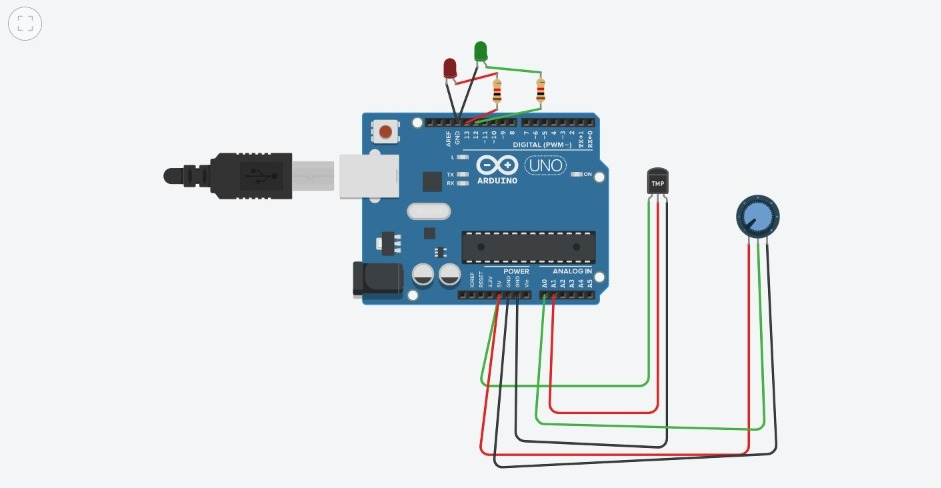 AREF
GND
13
12
~11
~10
~9
8
7
~6
~5
4
~3
2
TX→1
RX←0
DIGITAL (PWM~)
L
TX
RX
UNO
ARDUINO
ON
TMP
POWER
ANALOG IN
IOREF
RESET
3.3V
5V
GND
GND
Vin
A0
A1
A2
A3
A4
A5